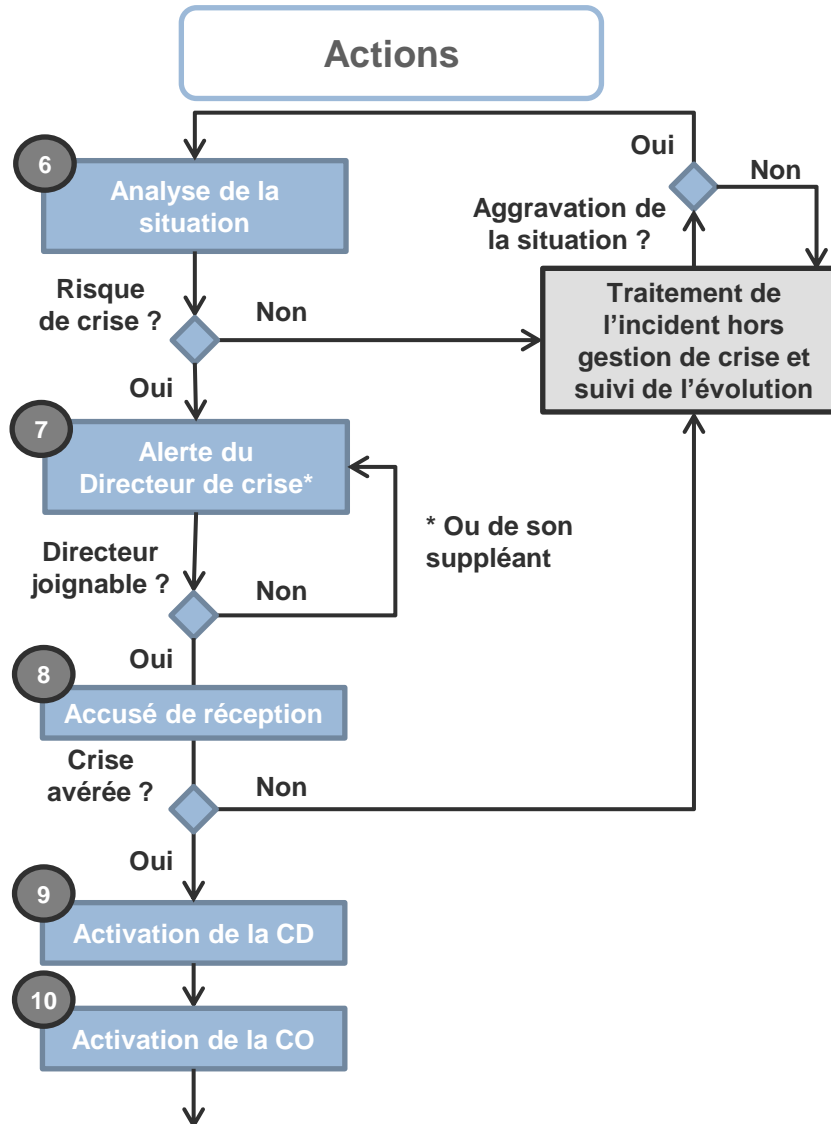 Actions
Oui
Non
6
Analyse de la
situation
Aggravation de
la situation ?
Risque
de crise ?
Non
Traitement de
l’incident hors
gestion de crise et
suivi de l’évolution
Oui
7
Alerte du
Directeur de crise*
* Ou de son
suppléant
Directeur
joignable ?
Non
Oui
8
Accusé de réception
Crise
avérée ?
Non
Oui
9
Activation de la CD
10
Activation de la CO